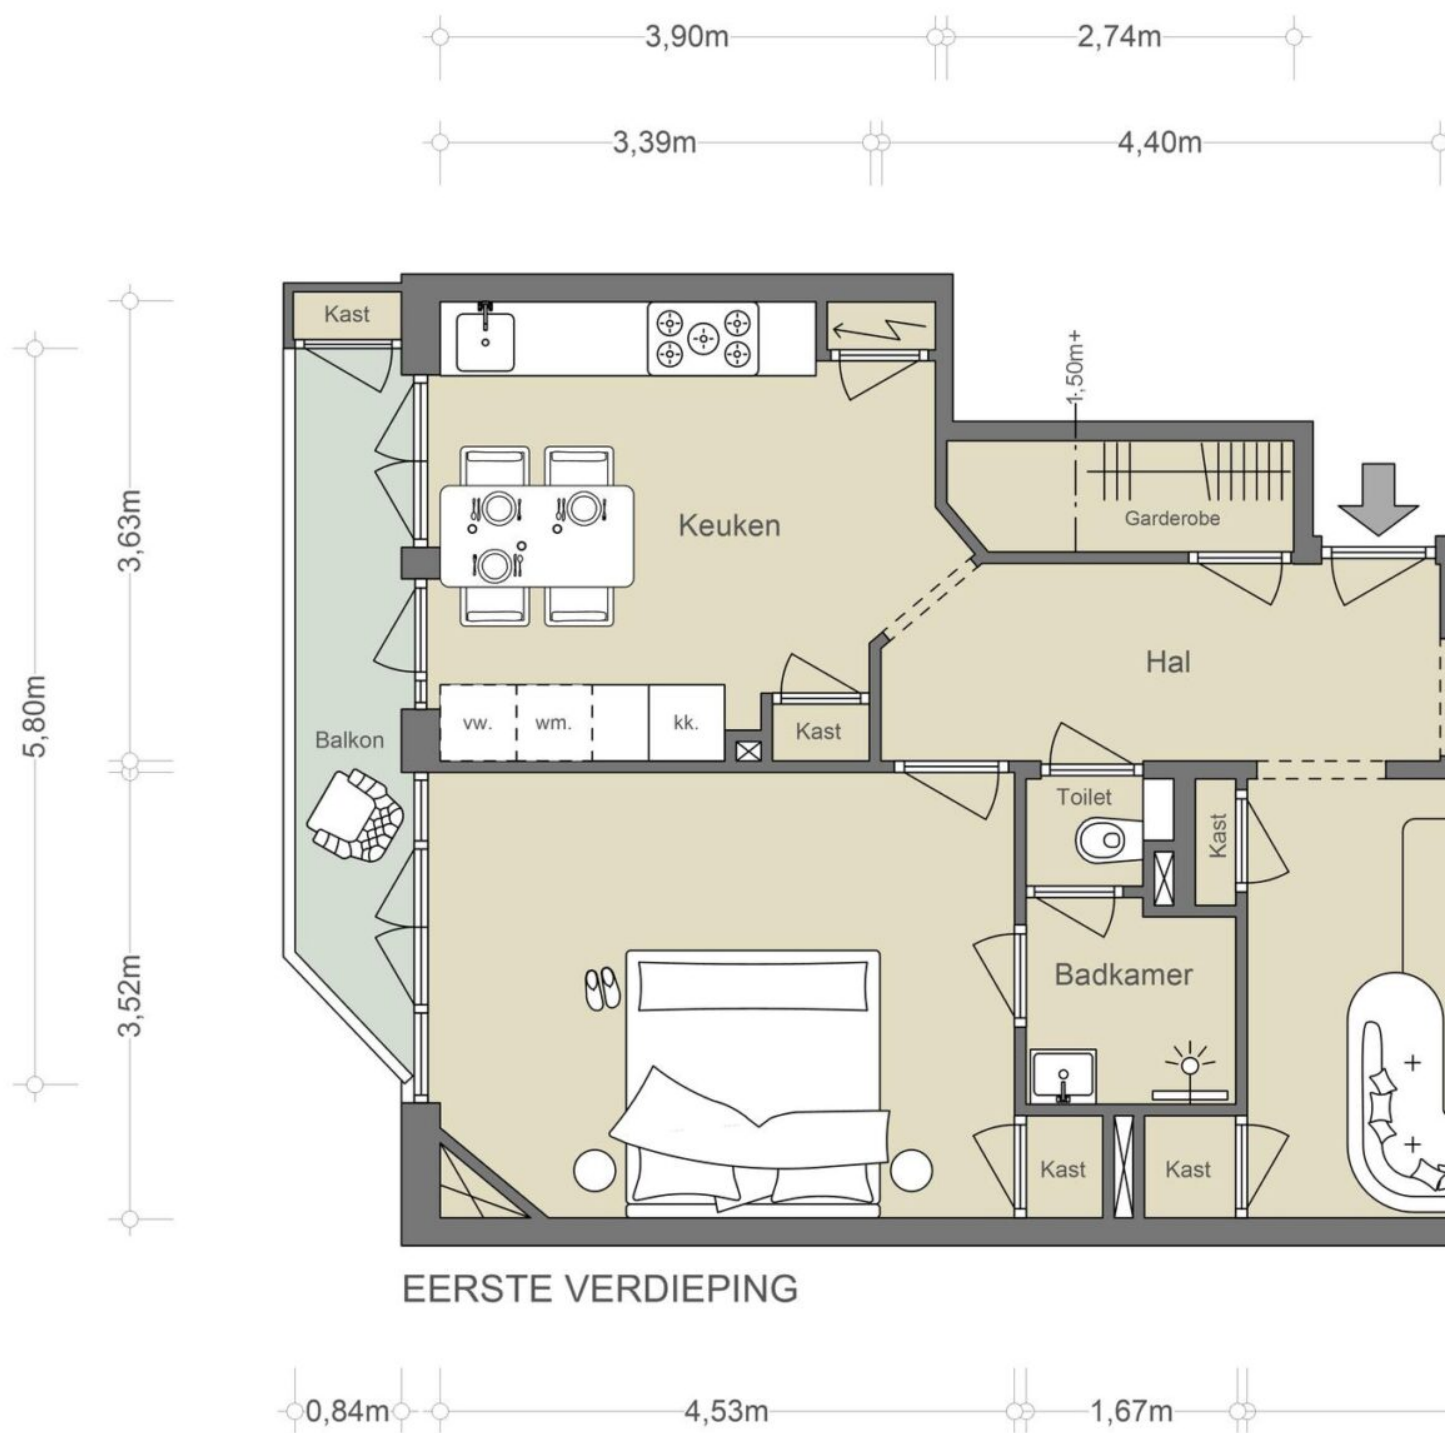 3,90m
2,74m
3,39m
4,40m
Kast
1,50m+
Garderobe
Keuken
3,63m
Hal
5,80m
vw.
wm.
kk.
Kast
Balkon
Toilet
Kast
Badkamer
3,52m
Kast
Kast
EERSTE VERDIEPING
0,84m
4,53m
1,67m